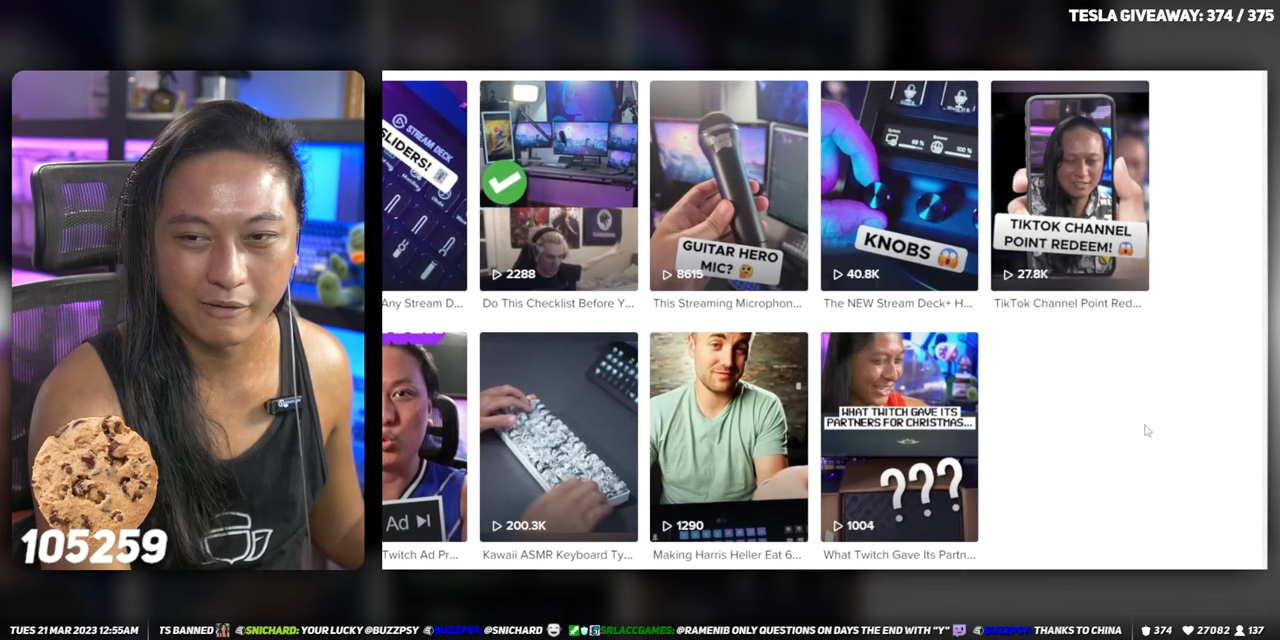 TESLA GIVEAWAY: 374 / 375
STREAM DECK
SLIDERS!
2288
GUITAR HERO
MIC? 🤔
8615
KNOBS 😱
40.8K
TIKTOK CHANNEL
POINT REDEEM! 😱
27.8K
Any Stream D...
Do This Checklist Before Y...
This Streaming Microphon...
The NEW Stream Deck+ H...
TikTok Channel Point Red...
Ad
200.3K
1290
WHAT TWITCH GAVE ITS
PARTNERS FOR CHRISTMAS...
???
1004
Twitch Ad Pr...
Kawaii ASMR Keyboard Ty...
Making Harris Heller Eat 6...
What Twitch Gave Its Partn...
105259
TUES 21 MAR 2023 12:55AM TS BANNED SNICHARD: YOUR LUCKY @BUZZPSY BUZZPSY: @SNICHARD SRLACCGAMES: @RAMENIB ONLY QUESTIONS ON DAYS THE END WITH "Y" BUZZPSY: THANKS TO CHINA 374 27082 137